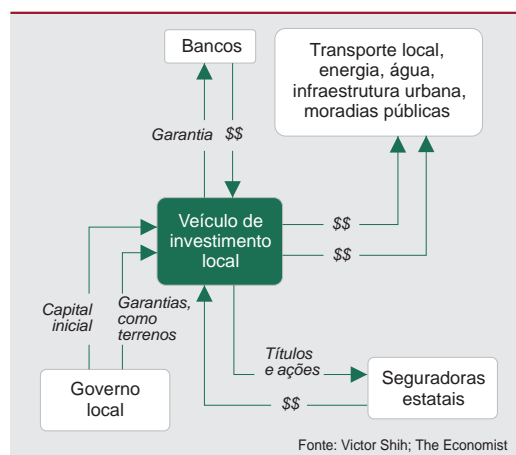 Bancos
Transporte local,
energia, água,
infraestrutura urbana,
moradias públicas
Garantia
$$
Veículo de
investimento
local
$$
$$
Capital
inicial
Garantias,
como
terrenos
Títulos
e ações
Governo
local
$$
Seguradoras
estatais
Fonte: Victor Shih; The Economist